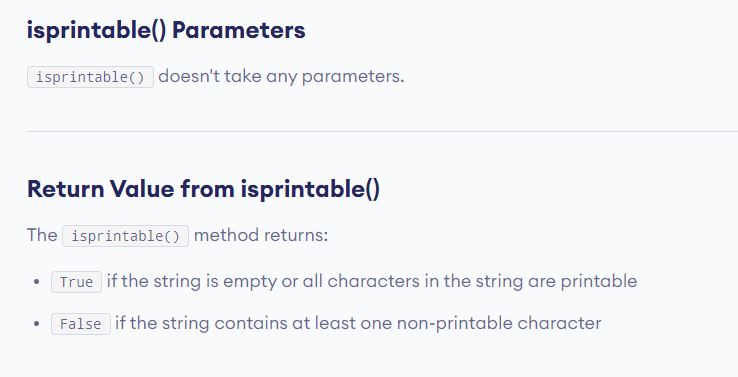 isprintable() Parameters
isprintable() doesn't take any parameters.
Return Value from isprintable()
The isprintable() method returns:
• True if the string is empty or all characters in the string are printable
• False if the string contains at least one non-printable character